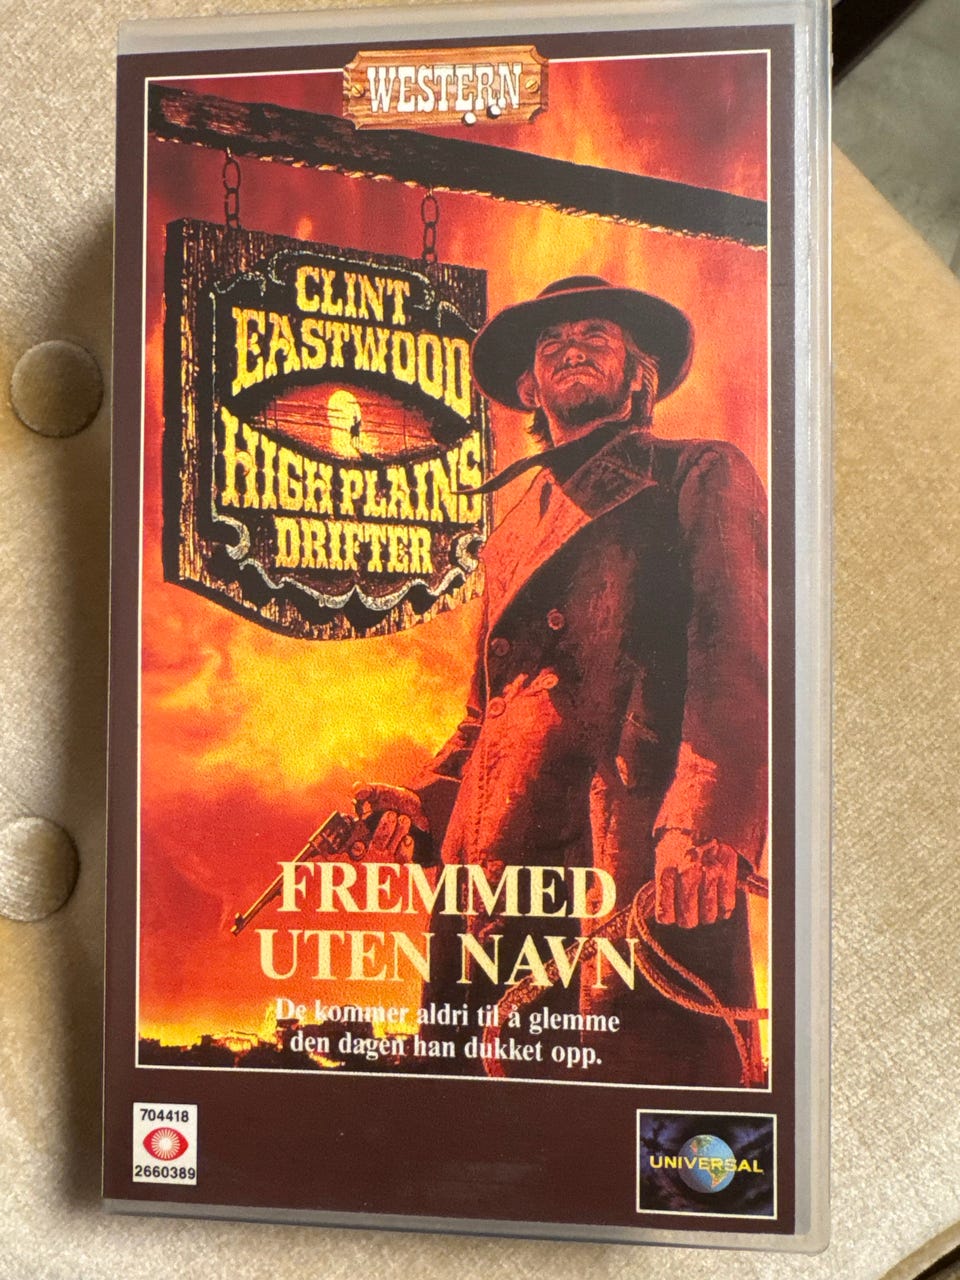 WESTERN
CLINT
EASTWOOD
HIGH PLAINS
DRIFTER
FREMMED
UTEN NAVN
De kommer aldri til å glemme
den dagen han dukket opp.
704418
2660389
UNIVERSAL